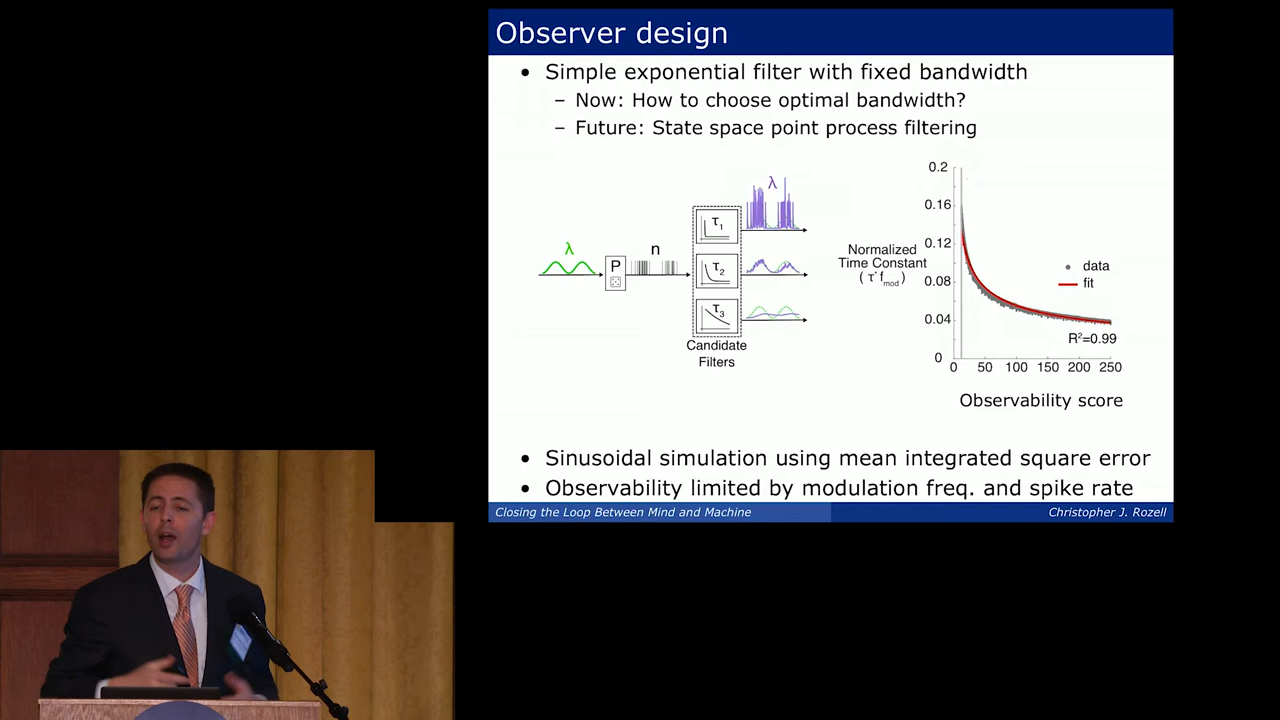 Observer design
• Simple exponential filter with fixed bandwidth
– Now: How to choose optimal bandwidth?
– Future: State space point process filtering
λ
P
n
τ1
τ2
τ3
λ
Candidate
Filters
Normalized
Time Constant
( τ*fmod )
0.2
0.16
0.12
0.08
0.04
0
0 50 100 150 200 250
data
fit
R²=0.99
Observability score
• Sinusoidal simulation using mean integrated square error
• Observability limited by modulation freq. and spike rate
Closing the Loop Between Mind and Machine
Christopher J. Rozell